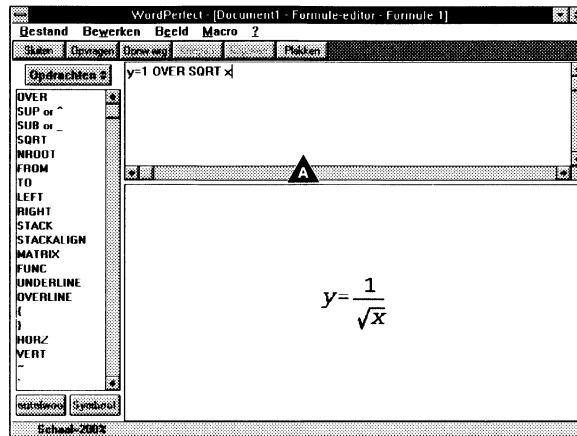 WordPerfect - [Document1 - Formule-editor - Formule 1]
Bestand Bewerken Beeld Macro ?
Sluiten Opvragen Opnw erg Plakken
Opdrachten
y=1 OVER SQRT x
OVER
SUP or ^
SUB or _
SQRT
NROOT
FROM
TO
LEFT
RIGHT
STACK
STACKALIGN
MATRIX
FUNC
UNDERLINE
OVERLINE
{
}
HORZ
VERT
~
`
A
y=1/√x
Symbool
Schaal=200%